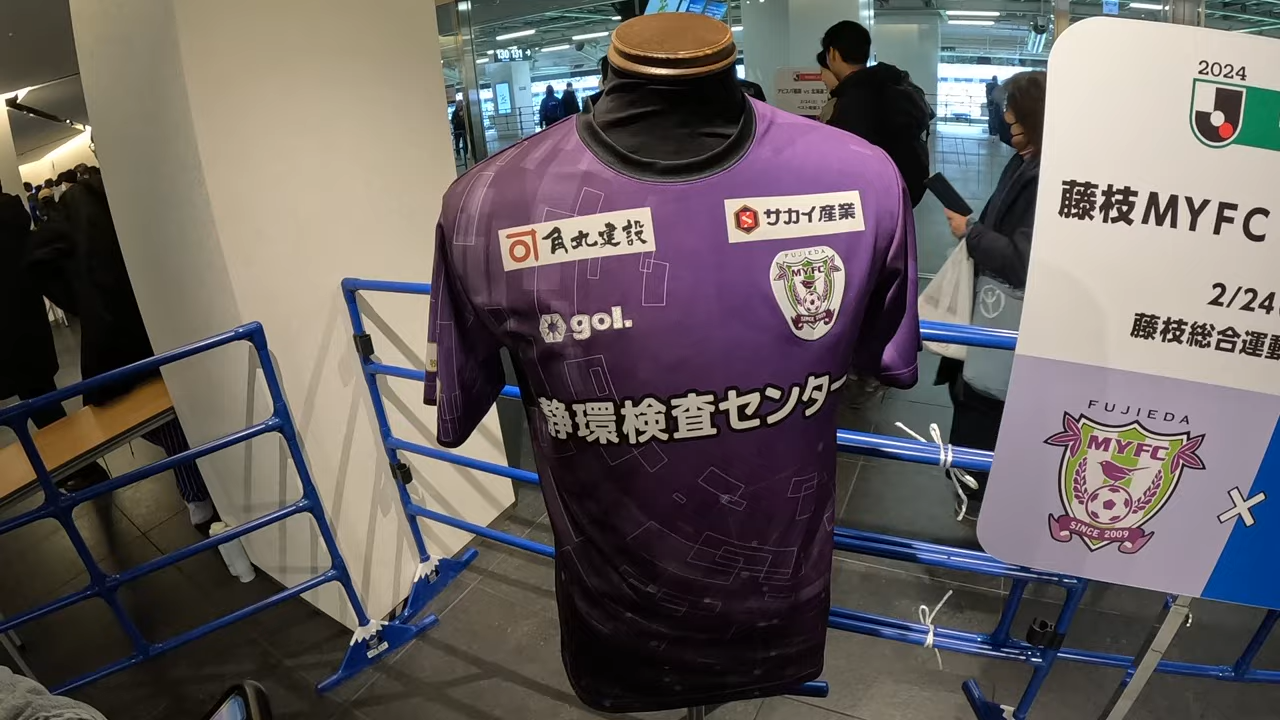 130 131
角丸建設
S サカイ産業
FUJIEDA
MYFC
SINCE 2009
gol.
静環検査センター
2024
J
藤枝MYFC
2/24
藤枝総合運動
FUJIEDA
MYFC
SINCE 2009
×